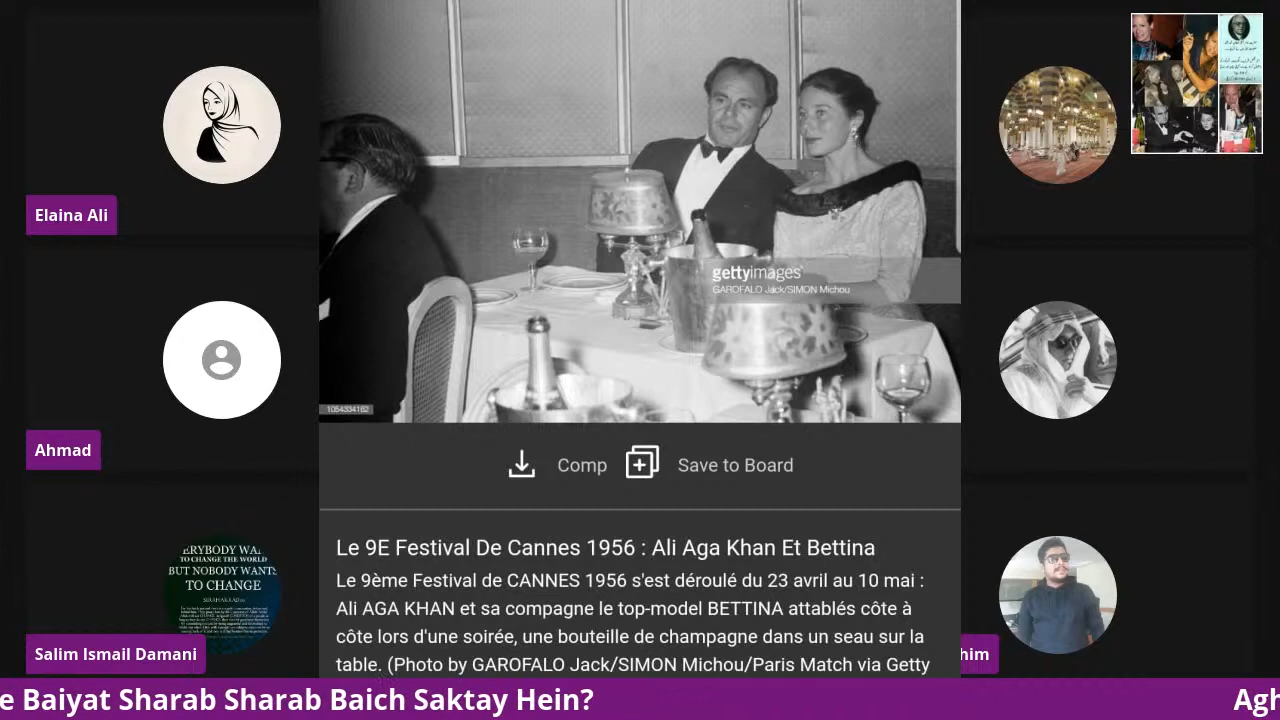 Elaina Ali
Ahmad
ERYBODY WA
TO CHANGE THE WORLD
BUT NOBODY WANTS
TO CHANGE
Salim Ismail Damani
gettyimages
GAROFALO Jack/SIMON Michou
1054334162
Comp
Save to Board
Le 9E Festival De Cannes 1956 : Ali Aga Khan Et Bettina
Le 9ème Festival de CANNES 1956 s'est déroulé du 23 avril au 10 mai :
Ali AGA KHAN et sa compagne le top-model BETTINA attablés côte à
côte lors d'une soirée, une bouteille de champagne dans un seau sur la
table. (Photo by GAROFALO Jack/SIMON Michou/Paris Match via Getty
him
e Baiyat Sharab Sharab Baich Saktay Hein?
Agh